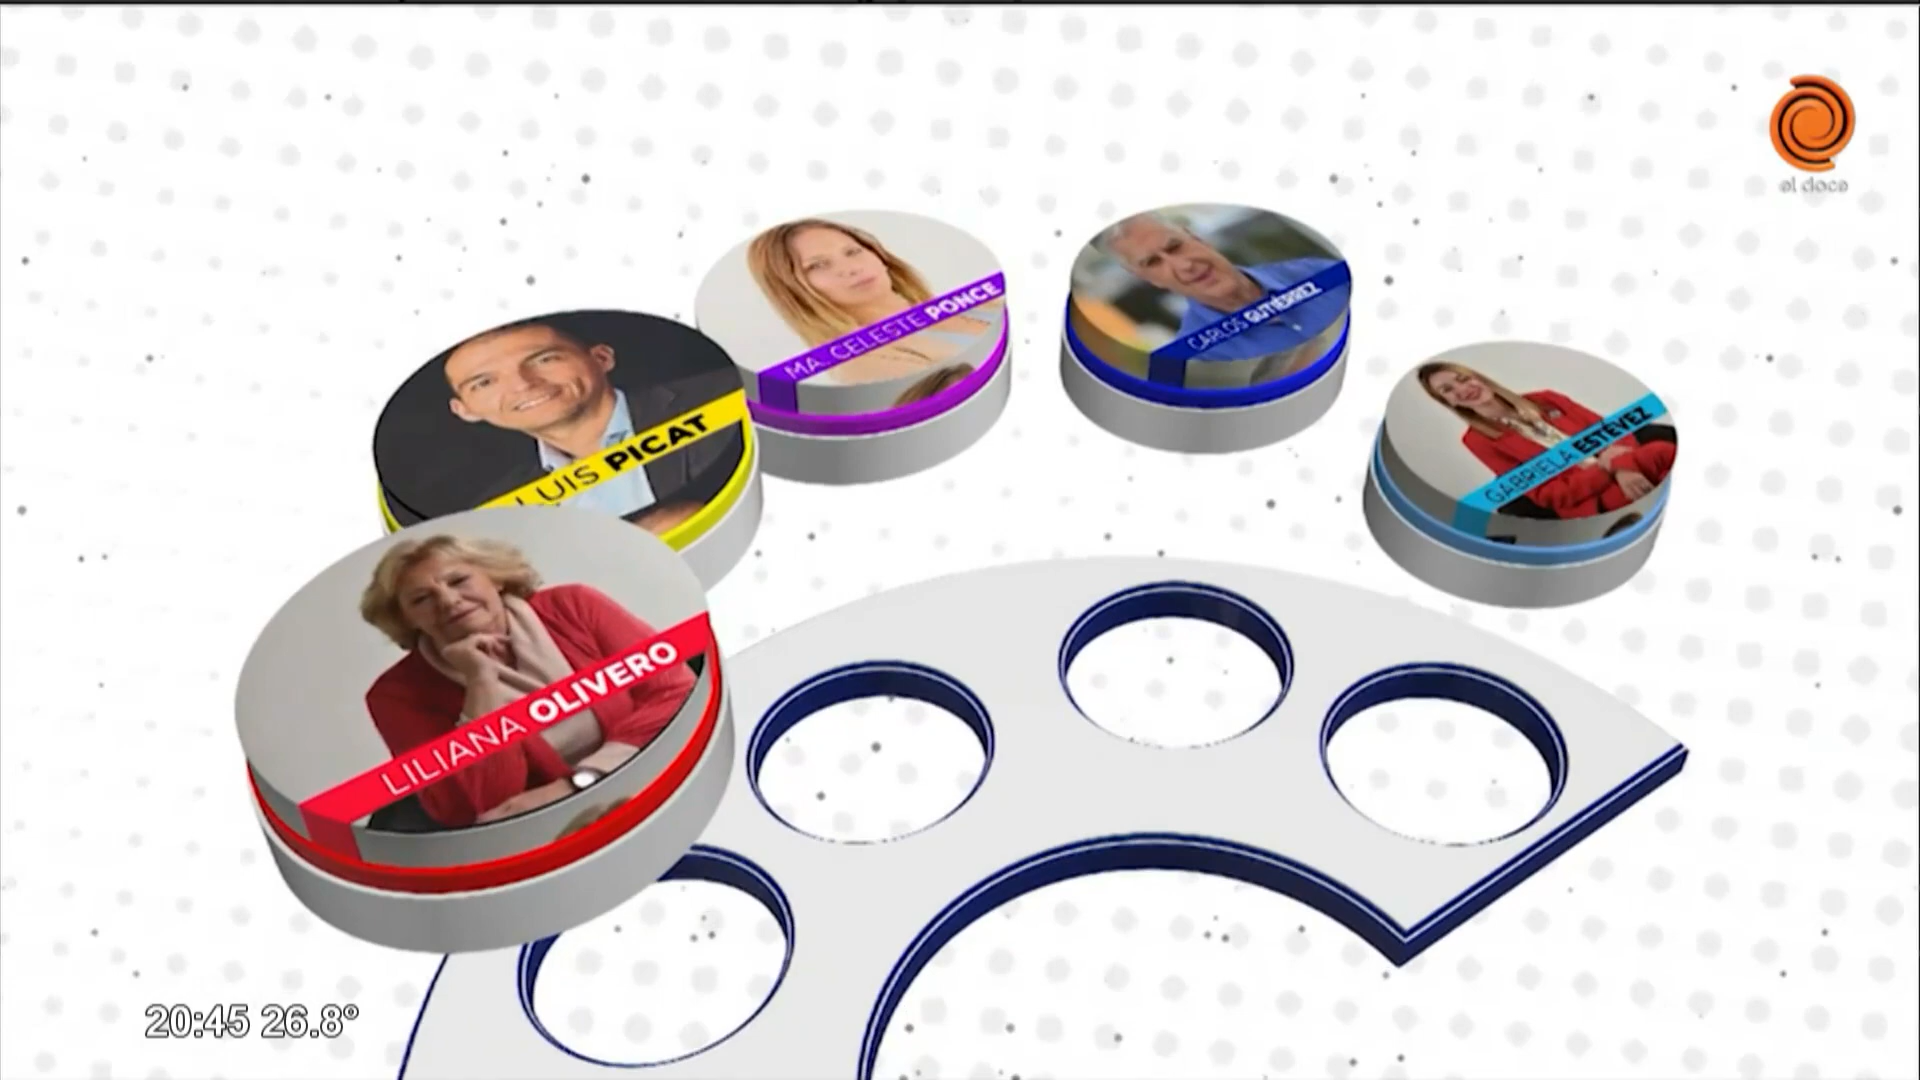 el doce
MA. CELESTE PONCE
CARLOS GUTIÉRREZ
LUIS PICAT
GABRIELA ESTÉVEZ
LILIANA OLIVERO
20:45 26.8°